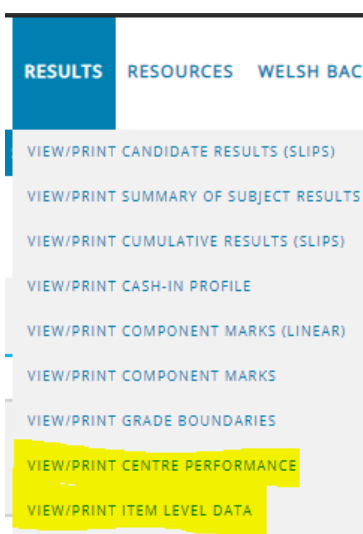 RESULTS RESOURCES WELSH BAC
VIEW/PRINT CANDIDATE RESULTS (SLIPS)
VIEW/PRINT SUMMARY OF SUBJECT RESULTS
VIEW/PRINT CUMULATIVE RESULTS (SLIPS)
VIEW/PRINT CASH-IN PROFILE
VIEW/PRINT COMPONENT MARKS (LINEAR)
VIEW/PRINT COMPONENT MARKS
VIEW/PRINT GRADE BOUNDARIES
VIEW/PRINT CENTRE PERFORMANCE
VIEW/PRINT ITEM LEVEL DATA